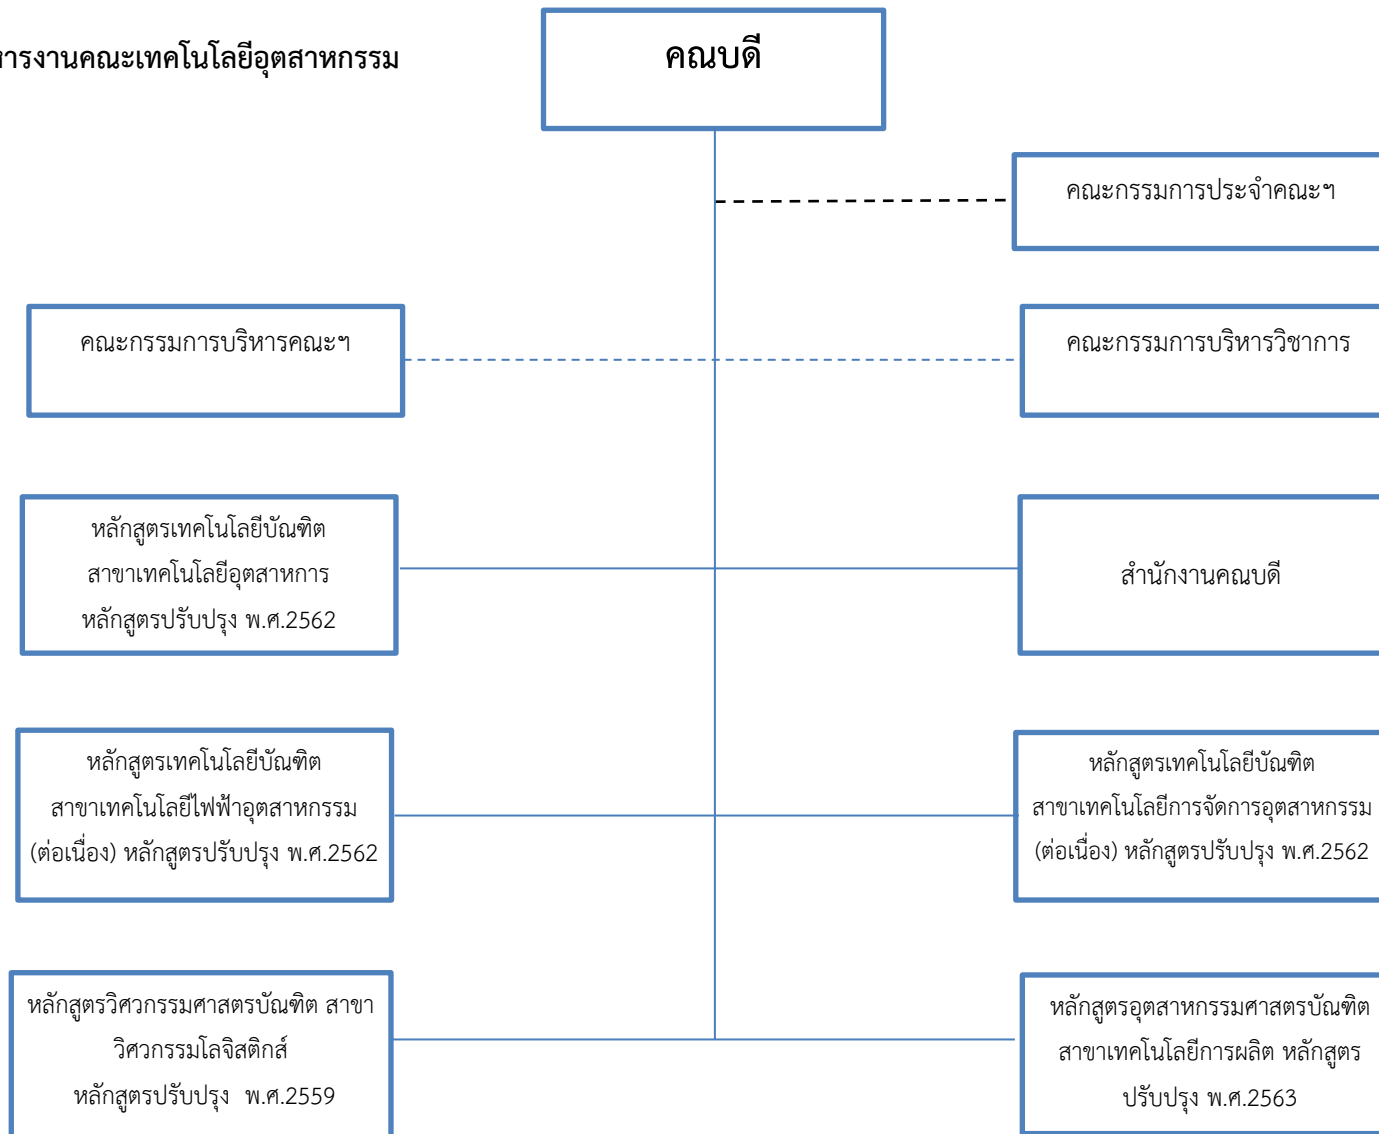 หารงานคณะเทคโนโลยีอุตสาหกรรม
คณบดี
คณะกรรมการประจำคณะฯ
คณะกรรมการบริหารคณะฯ
คณะกรรมการบริหารวิชาการ
หลักสูตรเทคโนโลยีบัณฑิต
สาขาเทคโนโลยีอุตสาหการ
หลักสูตรปรับปรุง พ.ศ.2562
สำนักงานคณบดี
หลักสูตรเทคโนโลยีบัณฑิต
สาขาเทคโนโลยีไฟฟ้าอุตสาหกรรม
(ต่อเนื่อง) หลักสูตรปรับปรุง พ.ศ.2562
หลักสูตรเทคโนโลยีบัณฑิต
สาขาเทคโนโลยีการจัดการอุตสาหกรรม
(ต่อเนื่อง) หลักสูตรปรับปรุง พ.ศ.2562
หลักสูตรวิศวกรรมศาสตรบัณฑิต สาขา
วิศวกรรมโลจิสติกส์
หลักสูตรปรับปรุง พ.ศ.2559
หลักสูตรอุตสาหกรรมศาสตรบัณฑิต
สาขาเทคโนโลยีการผลิต หลักสูตร
ปรับปรุง พ.ศ.2563